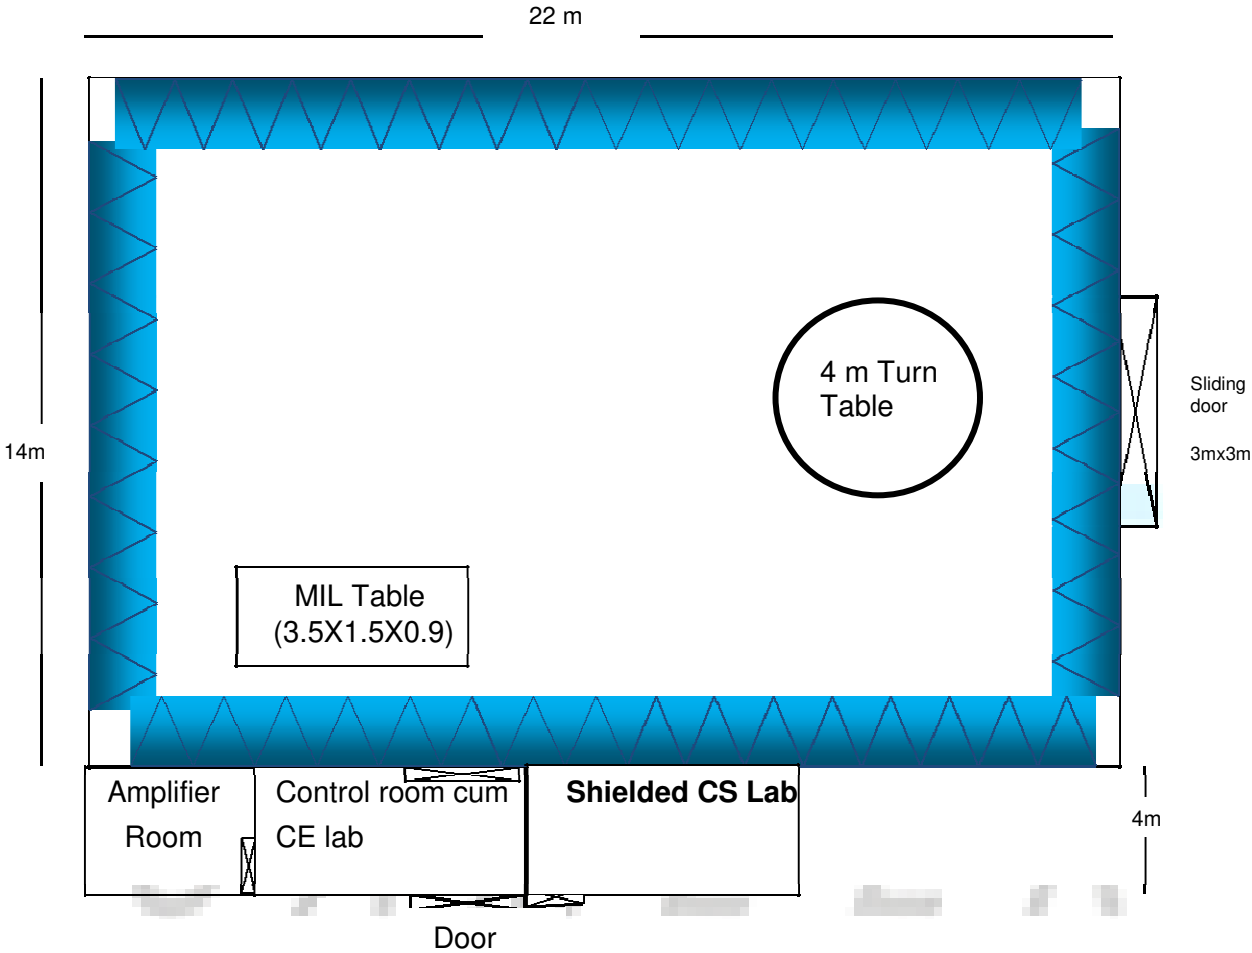 22 m
4 m Turn
Table
Sliding
door
3mx3m
14m
MIL Table
(3.5X1.5X0.9)
Amplifier
Room
Control room cum
CE lab
Shielded CS Lab
4m
Door